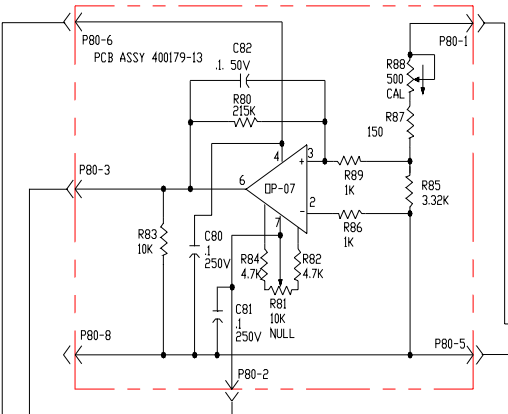 P80-6
P80-1
PCB ASSY 400179-13
C82
.1 50V
R80
215K
R88
500
CAL
R87
150
4
3
+
P80-3
6
OP-07
R89
1K
R85
3.32K
2
-
7
R86
1K
R83
10K
C80
.1
250V
R84
4.7K
R82
4.7K
R81
10K
NULL
C81
.1
250V
P80-8
P80-5
P80-2